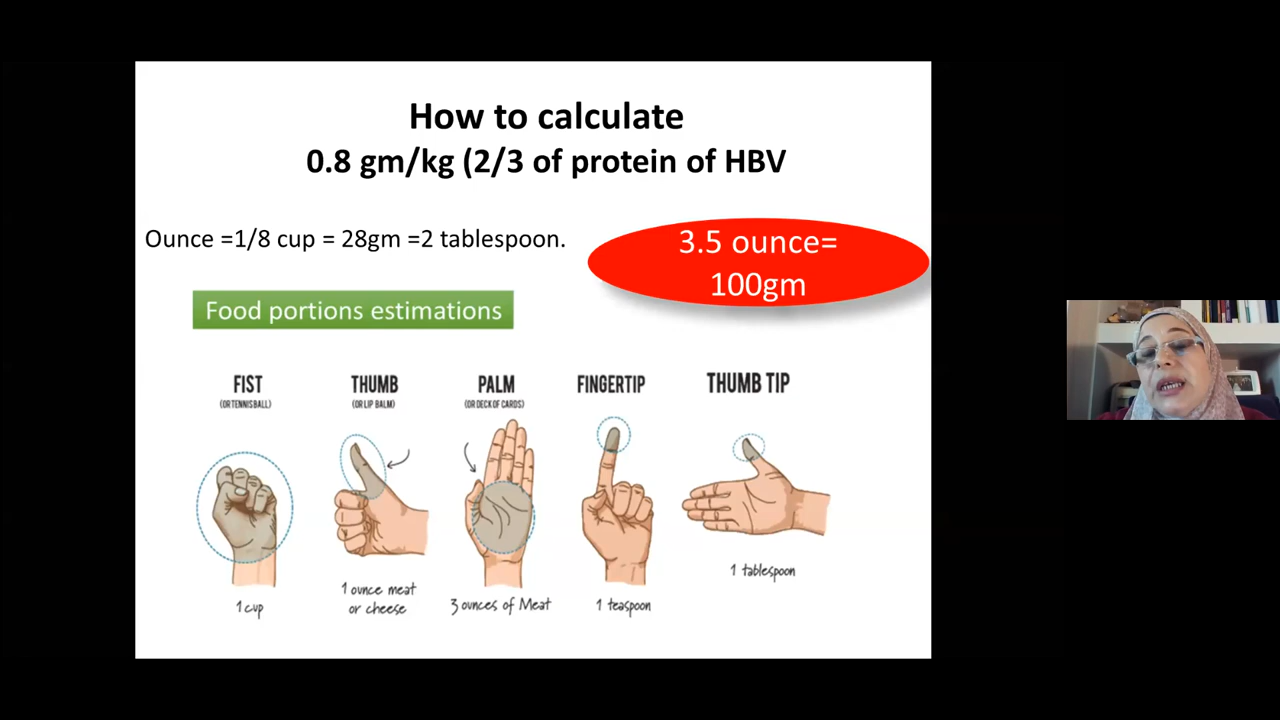 How to calculate
0.8 gm/kg (2/3 of protein of HBV
Ounce =1/8 cup = 28gm =2 tablespoon.
3.5 ounce=
100gm
Food portions estimations
FIST
(OR TENNIS BALL)
THUMB
(OR LIP BALM)
PALM
(OR DECK OF CARDS)
FINGERTIP
THUMB TIP
1 cup
1 ounce meat
or cheese
3 ounces of Meat
1 teaspoon
1 tablespoon